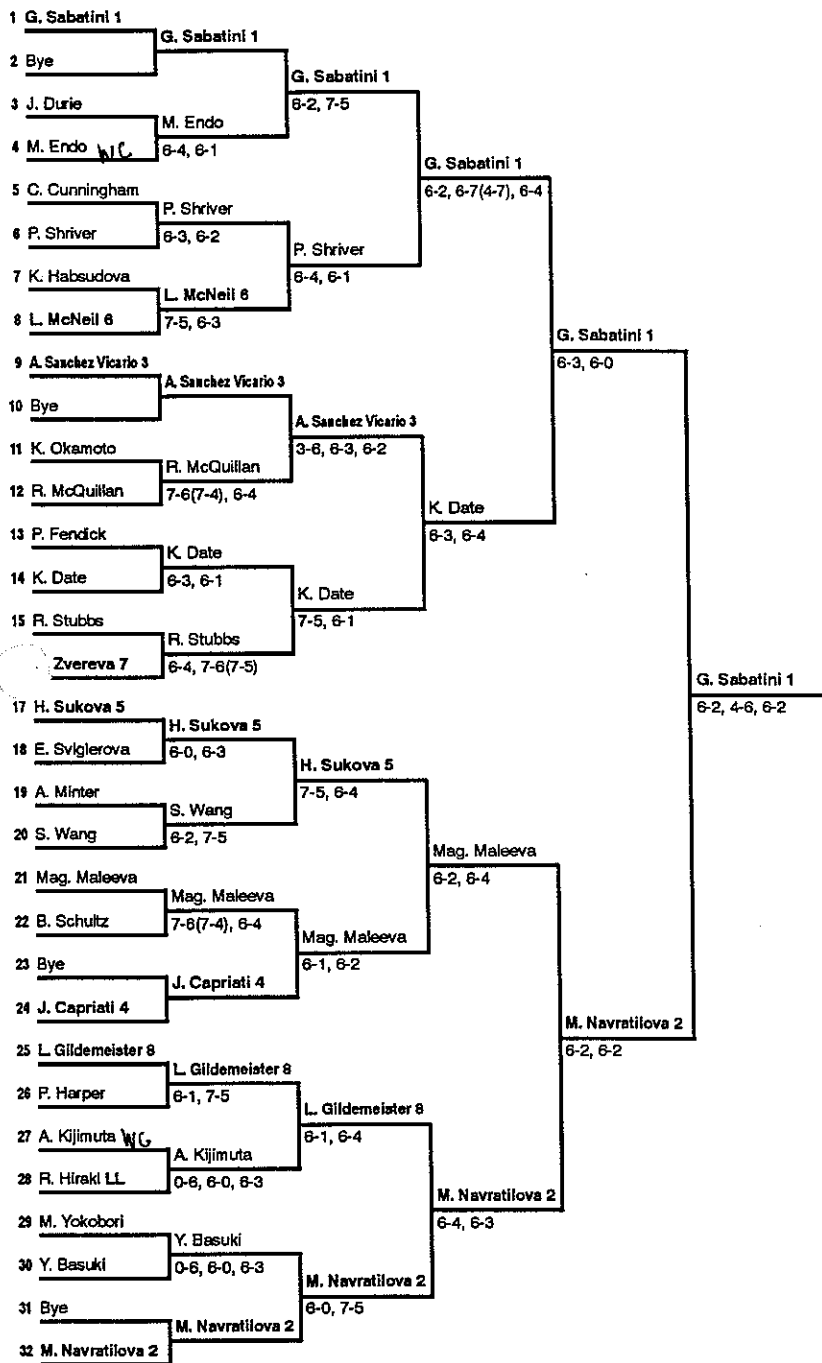 1 G. Sabatini 1
G. Sabatini 1
2 Bye
G. Sabatini 1
6-2, 7-5
3 J. Durie
M. Endo
6-4, 6-1
4 M. Endo WC
G. Sabatini 1
6-2, 6-7(4-7), 6-4
5 C. Cunningham
P. Shriver
6-3, 6-2
6 P. Shriver
P. Shriver
6-4, 6-1
7 K. Habsudova
L. McNeil 6
7-5, 6-3
8 L. McNeil 6
G. Sabatini 1
6-3, 6-0
9 A. Sanchez Vicario 3
A. Sanchez Vicario 3
10 Bye
A. Sanchez Vicario 3
3-6, 6-3, 6-2
11 K. Okamoto
R. McQuillan
7-6(7-4), 6-4
12 R. McQuillan
K. Date
6-3, 6-4
13 P. Fendick
K. Date
6-3, 6-1
14 K. Date
K. Date
7-5, 6-1
15 R. Stubbs
R. Stubbs
6-4, 7-6(7-5)
Zvereva 7
G. Sabatini 1
6-2, 4-6, 6-2
17 H. Sukova 5
H. Sukova 5
6-0, 6-3
18 E. Sviglerova
H. Sukova 5
7-5, 6-4
19 A. Minter
S. Wang
6-2, 7-5
20 S. Wang
Mag. Maleeva
6-2, 6-4
21 Mag. Maleeva
Mag. Maleeva
7-6(7-4), 6-4
22 B. Schultz
Mag. Maleeva
6-1, 6-2
23 Bye
J. Capriati 4
24 J. Capriati 4
M. Navratilova 2
6-2, 6-2
25 L. Gildemeister 8
L. Gildemeister 8
6-1, 7-5
26 P. Harper
L. Gildemeister 8
6-1, 6-4
27 A. Kijimuta WC
A. Kijimuta
0-6, 6-0, 6-3
28 R. Hiraki LL
M. Navratilova 2
6-4, 6-3
29 M. Yokobori
Y. Basuki
0-6, 6-0, 6-3
30 Y. Basuki
M. Navratilova 2
6-0, 7-5
31 Bye
M. Navratilova 2
32 M. Navratilova 2